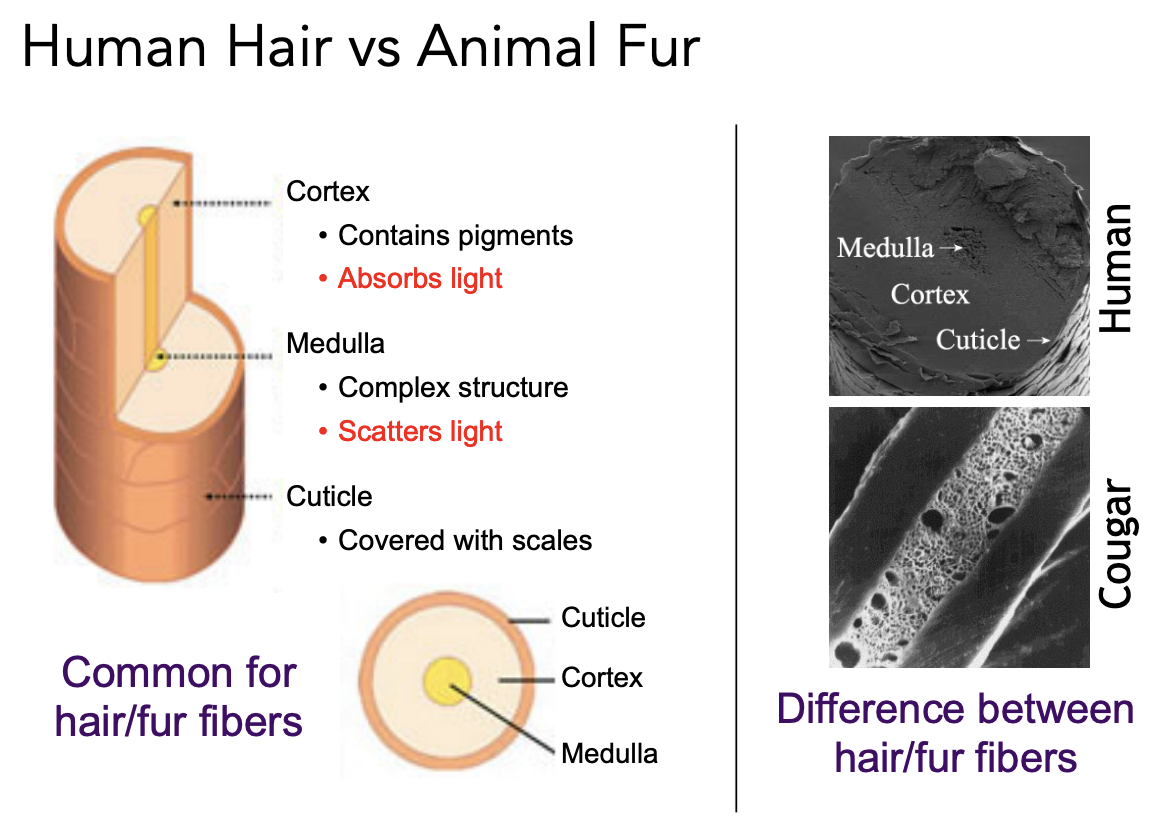 Human Hair vs Animal Fur
Cortex
• Contains pigments
• Absorbs light
Medulla
• Complex structure
• Scatters light
Cuticle
• Covered with scales
Cuticle
Cortex
Medulla
Common for
hair/fur fibers
Medulla
Cortex
Cuticle
Human
Cougar
Difference between
hair/fur fibers